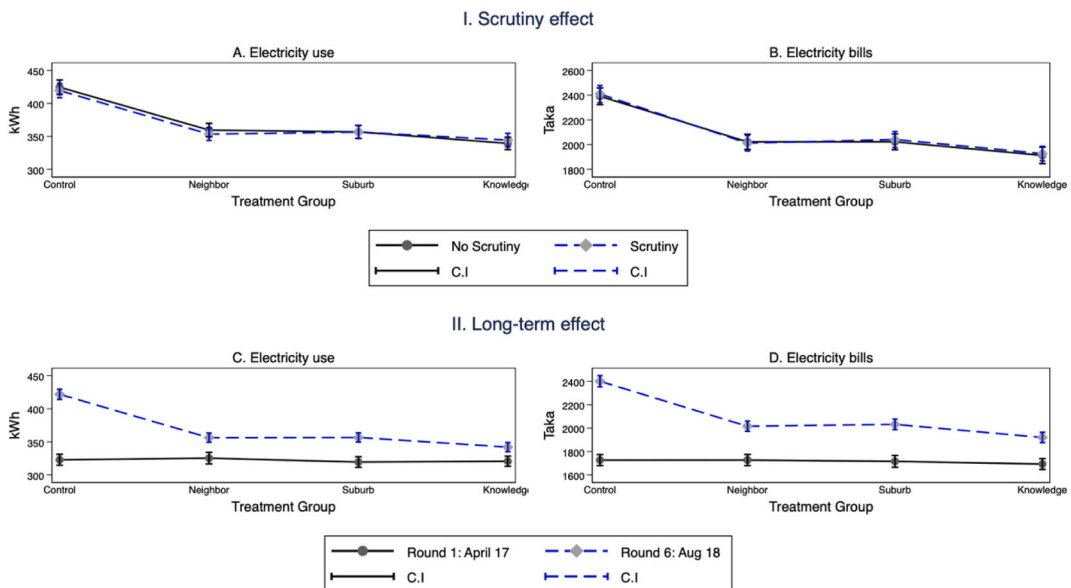 I. Scrutiny effect
A. Electricity use
B. Electricity bills
450
400
350
300
kWh
Control
Neighbor
Suburb
Knowledge
Treatment Group
2600
2400
2200
2000
1800
Taka
Control
Neighbor
Suburb
Knowledge
Treatment Group
No Scrutiny
Scrutiny
C.I
C.I
II. Long-term effect
C. Electricity use
D. Electricity bills
450
400
350
300
kWh
Control
Neighbor
Suburb
Knowledge
Treatment Group
2400
2200
2000
1800
1600
Taka
Control
Neighbor
Suburb
Knowledge
Treatment Group
Round 1: April 17
Round 6: Aug 18
C.I
C.I